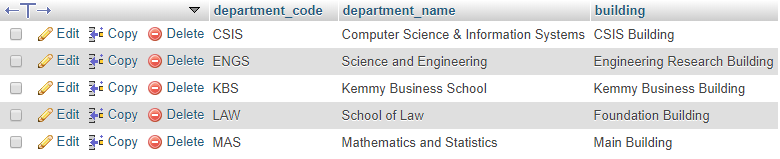 department_code department_name building
Edit Copy Delete CSIS Computer Science & Information Systems CSIS Building
Edit Copy Delete ENGS Science and Engineering Engineering Research Building
Edit Copy Delete KBS Kemmy Business School Kemmy Business Building
Edit Copy Delete LAW School of Law Foundation Building
Edit Copy Delete MAS Mathematics and Statistics Main Building